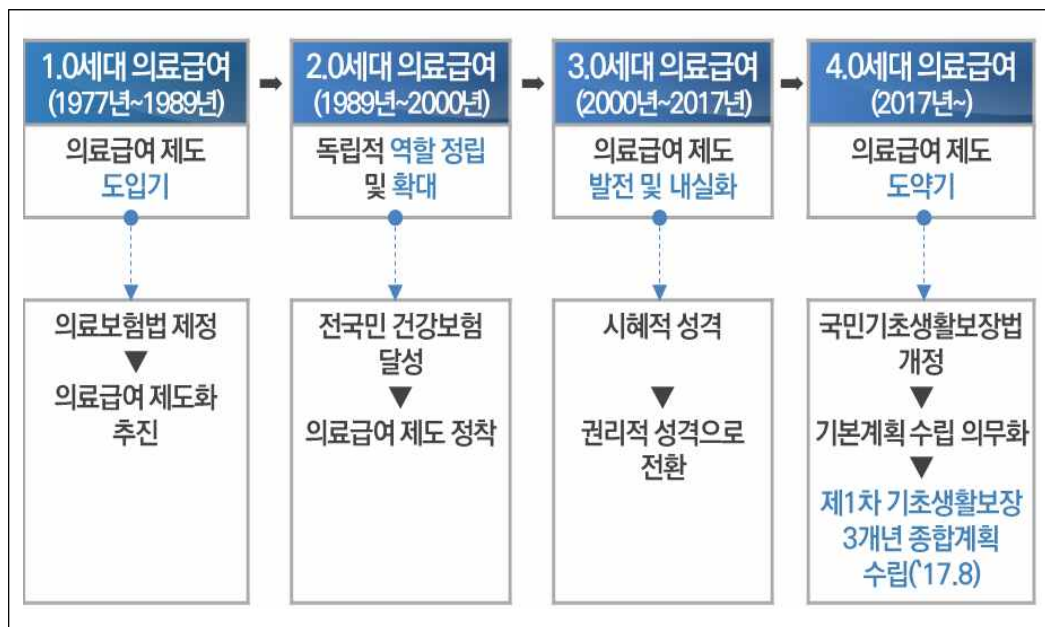 1.0세대 의료급여
(1977년~1989년)
의료급여 제도
도입기
의료보험법 제정
▼
의료급여 제도화
추진
➡
2.0세대 의료급여
(1989년~2000년)
독립적 역할 정립
및 확대
전국민 건강보험
달성
▼
의료급여 제도 정착
➡
3.0세대 의료급여
(2000년~2017년)
의료급여 제도
발전 및 내실화
시혜적 성격
▼
권리적 성격으로
전환
➡
4.0세대 의료급여
(2017년~)
의료급여 제도
도약기
국민기초생활보장법
개정
▼
기본계획 수립 의무화
▼
제1차 기초생활보장
3개년 종합계획
수립(‘17.8)